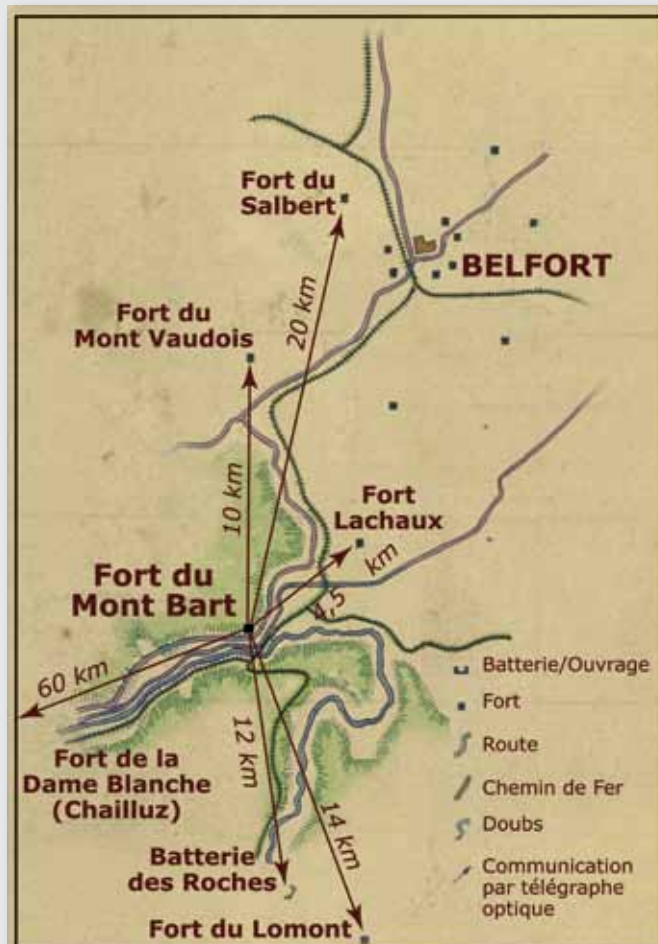 Fort du
Salbert
BELFORT
20 km
Fort du
Mont Vaudois
10 km
Fort
Lachaux
4,5 km
Fort du
Mont Bart
60 km
Fort de la
Dame Blanche
(Chailluz)
12 km
14 km
Batterie
des Roches
Fort du Lomont
Batterie/Ouvrage
Fort
Route
Chemin de Fer
Doubs
Communication
par télégraphe
optique